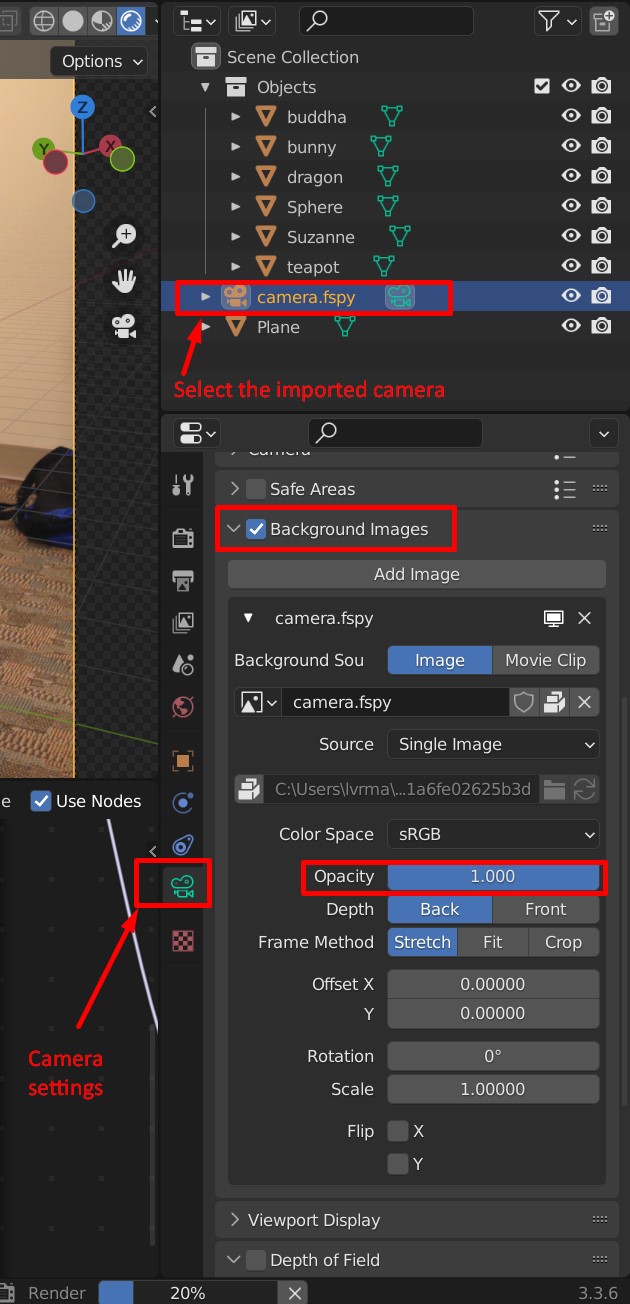 Options
Z
Y
X
Scene Collection
Objects
buddha
bunny
dragon
Sphere
Suzanne
teapot
camera.fspy
Plane
Select the imported camera
Camera
Safe Areas
Background Images
Add Image
camera.fspy
Background Sou Image Movie Clip
camera.fspy
Source Single Image
C:\Users\lvrma\...1a6fe02625b3d
Color Space sRGB
Opacity 1.000
Depth Back Front
Frame Method Stretch Fit Crop
Offset X 0.00000
Y 0.00000
Rotation 0°
Scale 1.00000
Flip X
Y
Viewport Display
Depth of Field
e Use Nodes
Camera
settings
Render 20% 3.3.6